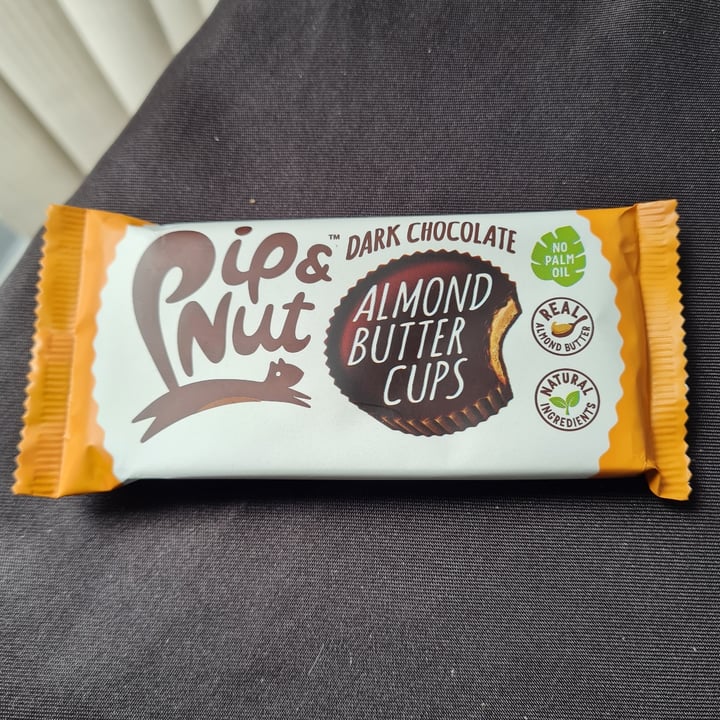 Pip &™
Nut
DARK CHOCOLATE
ALMOND
BUTTER
CUPS
NO
PALM
OIL
REAL!
ALMOND BUTTER
NATURAL
INGREDIENTS